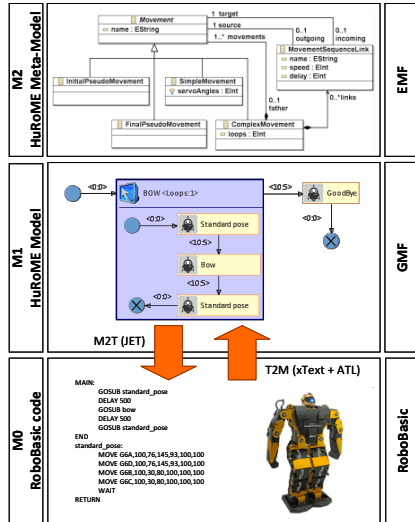 M2
HuRoME Meta-Model
Movement
name : EString
1 target
1 source
1..* movements
0..1
outgoing
0..1
incoming
MovementSequenceLink
name : EString
speed : EInt
delay : EInt
InitialPseudoMovement
SimpleMovement
servoAngles : EInt
FinalPseudoMovement
ComplexMovement
loops : EInt
0..1
father
0..*links
EMF
M1
HuRoME Model
<0:0>
BOW <Loops:1>
<0:0>
Standard pose
<10:5>
Bow
<10:5>
<0:0>
Standard pose
<10:5>
GoodBye
<0:0>
GMF
M2T (JET)
T2M (xText + ATL)
M0
RoboBasic code
MAIN:
GOSUB standard_pose
DELAY 500
GOSUB bow
DELAY 500
GOSUB standard_pose
END
standard_pose:
MOVE G6A,100,76,145,93,100,100
MOVE G6D,100,76,145,93,100,100
MOVE G6B,100,30,80,100,100,100
MOVE G6C,100,30,80,100,100,100
WAIT
RETURN
RoboBasic